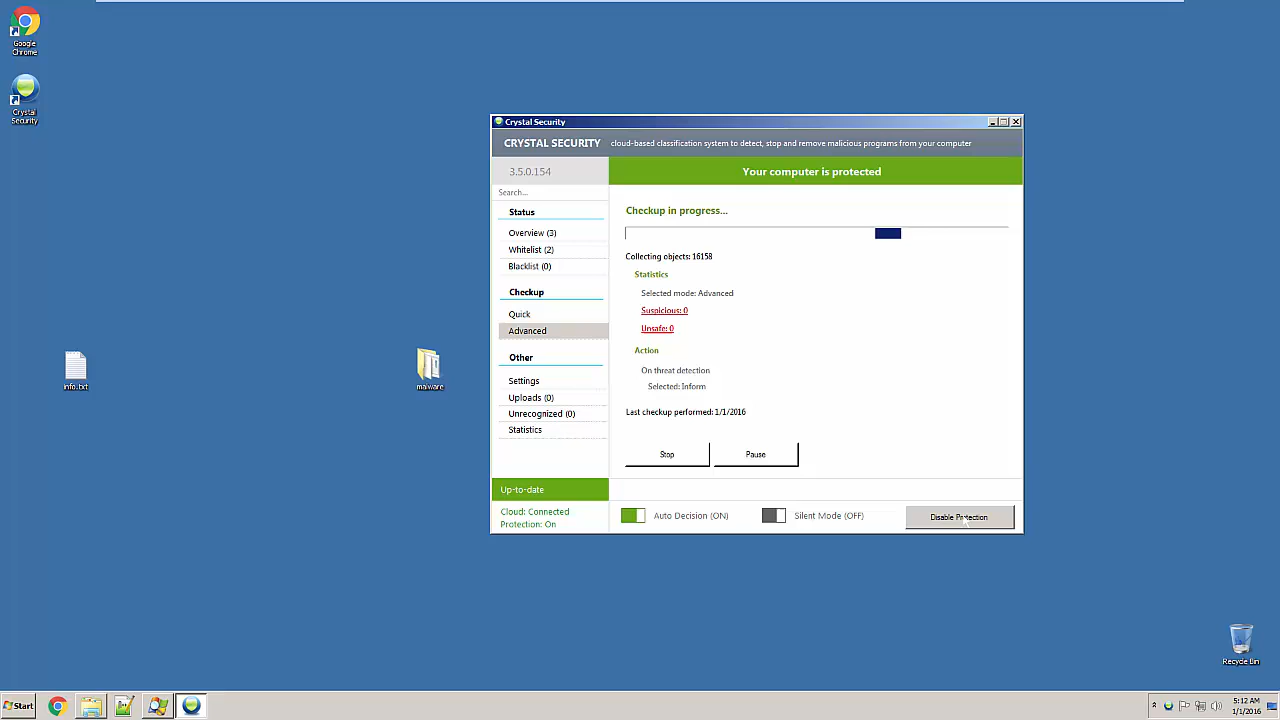 Google
Chrome
Crystal
Security
info.txt
malware
Crystal Security
CRYSTAL SECURITY cloud-based classification system to detect, stop and remove malicious programs from your computer
3.5.0.154
Your computer is protected
Search...
Status
Overview (3)
Whitelist (2)
Blacklist (0)
Checkup
Quick
Advanced
Other
Settings
Uploads (0)
Unrecognized (0)
Statistics
Up-to-date
Cloud: Connected
Protection: On
Checkup in progress...
Collecting objects: 16158
Statistics
Selected mode: Advanced
Suspicious: 0
Unsafe: 0
Action
On threat detection
Selected: Inform
Last checkup performed: 1/1/2016
Stop Pause
Auto Decision (ON) Silent Mode (OFF) Disable Protection
Recycle Bin
Start
5:12 AM
1/1/2016